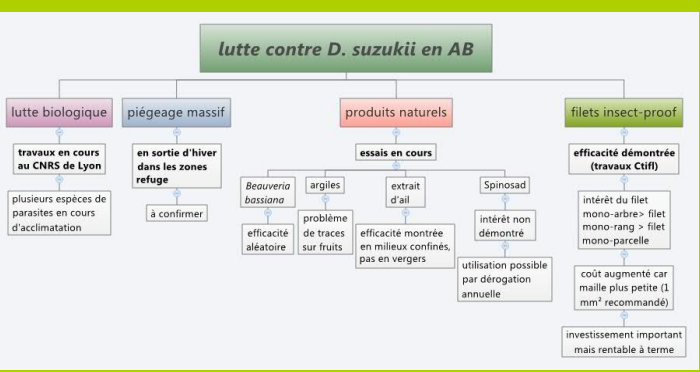 lutte contre D. suzukii en AB
lutte biologique
travaux en cours
au CNRS de Lyon
plusieurs espèces de
parasites en cours
d'acclimatation
piégeage massif
en sortie d'hiver
dans les zones
refuge
à confirmer
produits naturels
essais en cours
Beauveria
bassiana
efficacité
aléatoire
argiles
problème
de traces
sur fruits
extrait
d'ail
efficacité montrée
en milieux confinés,
pas en vergers
Spinosad
intérêt non
démontré
utilisation possible
par dérogation
annuelle
filets insect-proof
efficacité démontrée
(travaux Ctifl)
intérêt du filet
mono-arbre> filet
mono-rang > filet
mono-parcelle
coût augmenté car
maille plus petite (1
mm² recommandé)
investissement important
mais rentable à terme